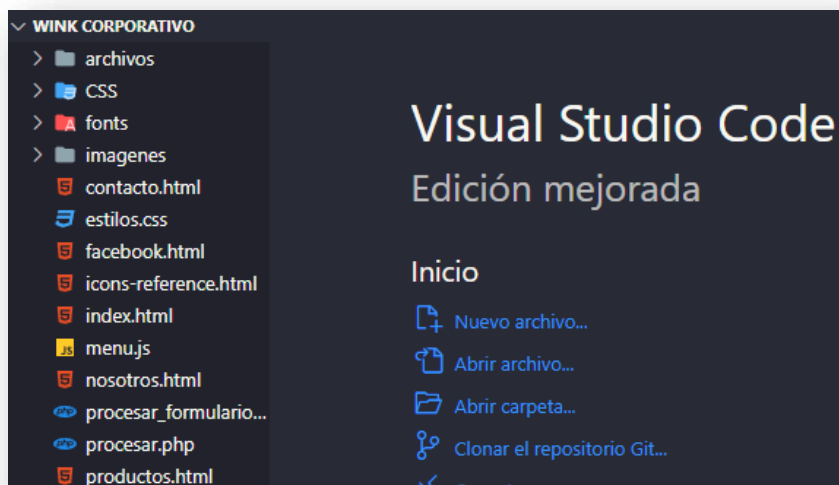 WINK CORPORATIVO
archivos
CSS
fonts
imagenes
contacto.html
estilos.css
facebook.html
icons-reference.html
index.html
menu.js
nosotros.html
procesar_formulario...
procesar.php
productos.html
Visual Studio Code
Edición mejorada
Inicio
Nuevo archivo...
Abrir archivo...
Abrir carpeta...
Clonar el repositorio Git...